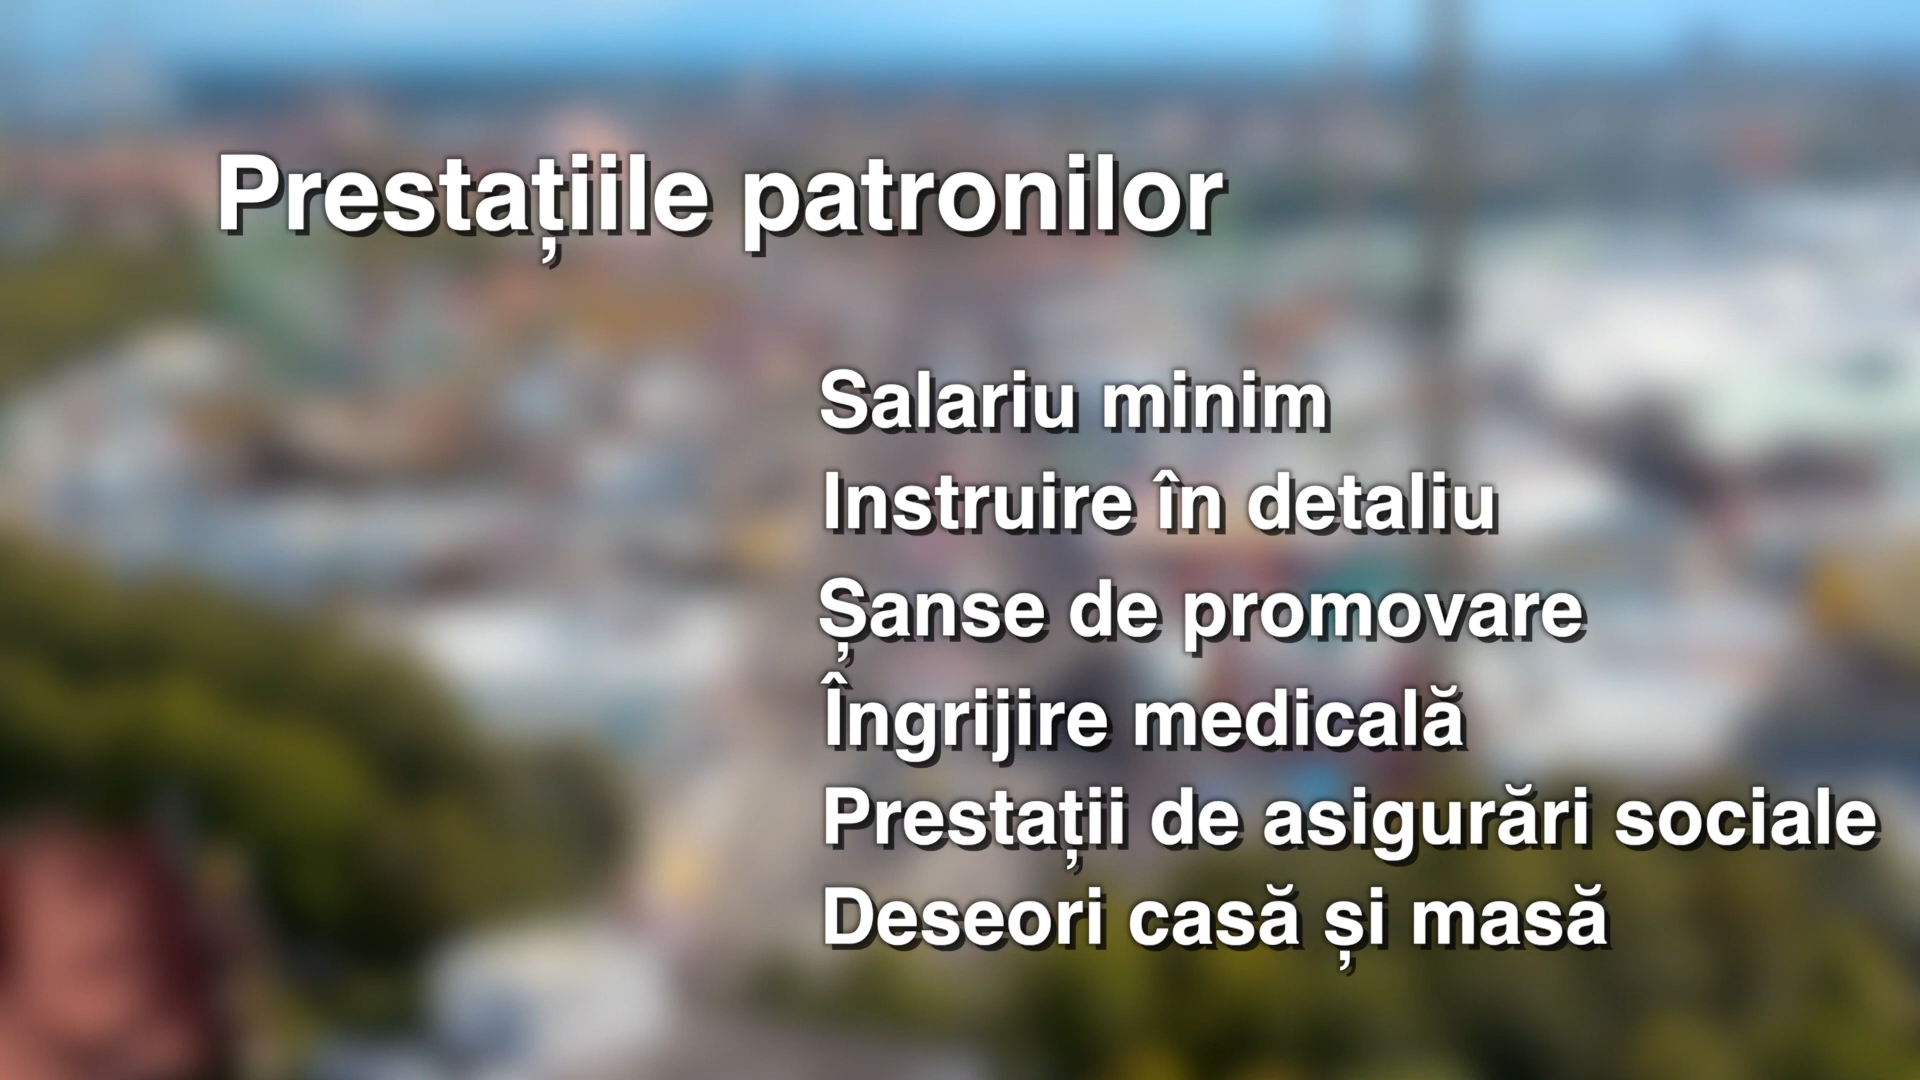 Prestațiile patronilor
Salariu minim
Instruire în detaliu
Șanse de promovare
Îngrijire medicală
Prestații de asigurări sociale
Deseori casă și masă